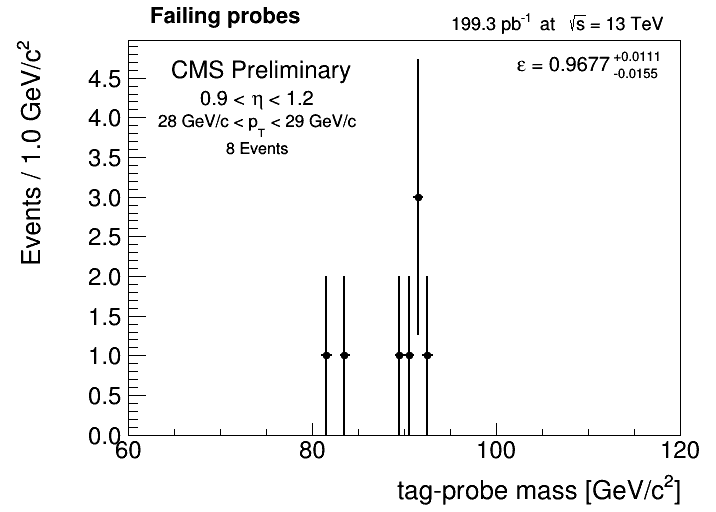 Failing probes
199.3 pb⁻¹ at √s = 13 TeV
CMS Preliminary
ε = 0.9677 +0.0111 -0.0155
0.9 < η < 1.2
28 GeV/c < p_T < 29 GeV/c
8 Events
Events / 1.0 GeV/c²
4.5
4.0
3.5
3.0
2.5
2.0
1.5
1.0
0.5
0.0
60 80 100 120
tag-probe mass [GeV/c²]